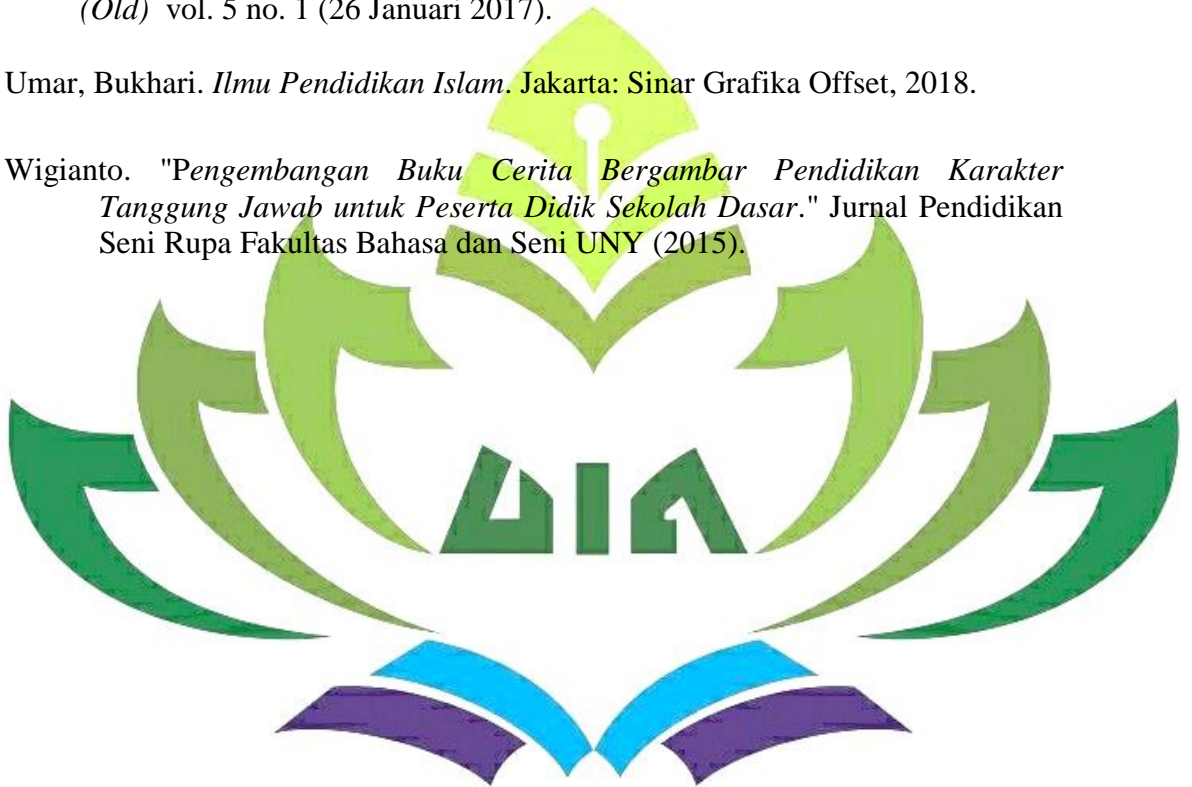 (Old) vol. 5 no. 1 (26 Januari 2017).
Umar, Bukhari. Ilmu Pendidikan Islam. Jakarta: Sinar Grafika Offset, 2018.
Wigianto. "Pengembangan Buku Cerita Bergambar Pendidikan Karakter
Tanggung Jawab untuk Peserta Didik Sekolah Dasar." Jurnal Pendidikan
Seni Rupa Fakultas Bahasa dan Seni UNY (2015).
UIN